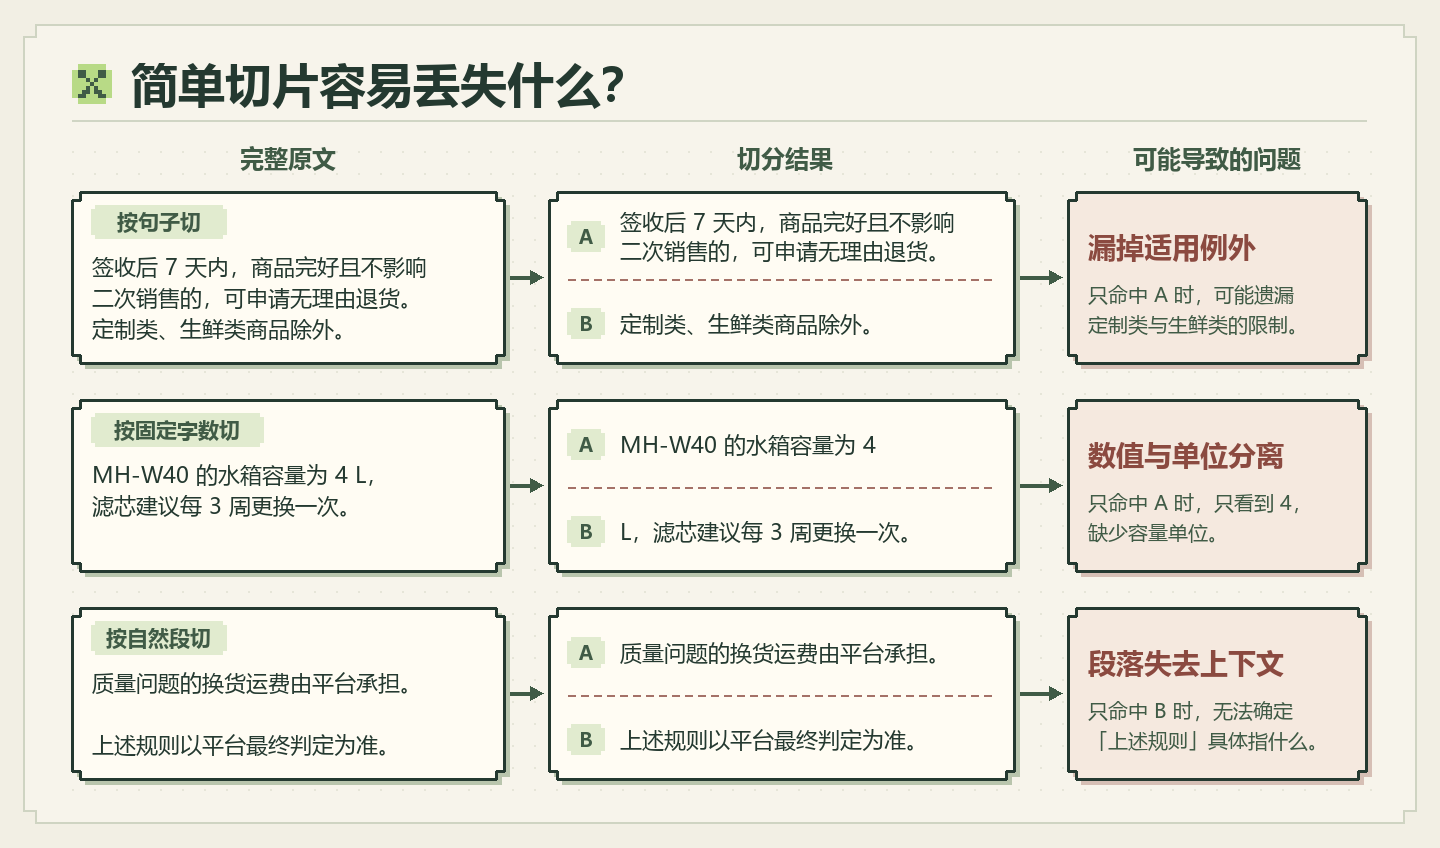 简单切片容易丢失什么？
完整原文
切分结果
可能导致的问题
按句子切
签收后 7 天内，商品完好且不影响
二次销售的，可申请无理由退货。
定制类、生鲜类商品除外。
A
签收后 7 天内，商品完好且不影响
二次销售的，可申请无理由退货。
B
定制类、生鲜类商品除外。
漏掉适用例外
只命中 A 时，可能遗漏
定制类与生鲜类的限制。
按固定字数切
MH-W40 的水箱容量为 4 L，
滤芯建议每 3 周更换一次。
A
MH-W40 的水箱容量为 4
B
L，滤芯建议每 3 周更换一次。
数值与单位分离
只命中 A 时，只看到 4，
缺少容量单位。
按自然段切
质量问题的换货运费由平台承担。
上述规则以平台最终判定为准。
A
质量问题的换货运费由平台承担。
B
上述规则以平台最终判定为准。
段落失去上下文
只命中 B 时，无法确定
「上述规则」具体指什么。